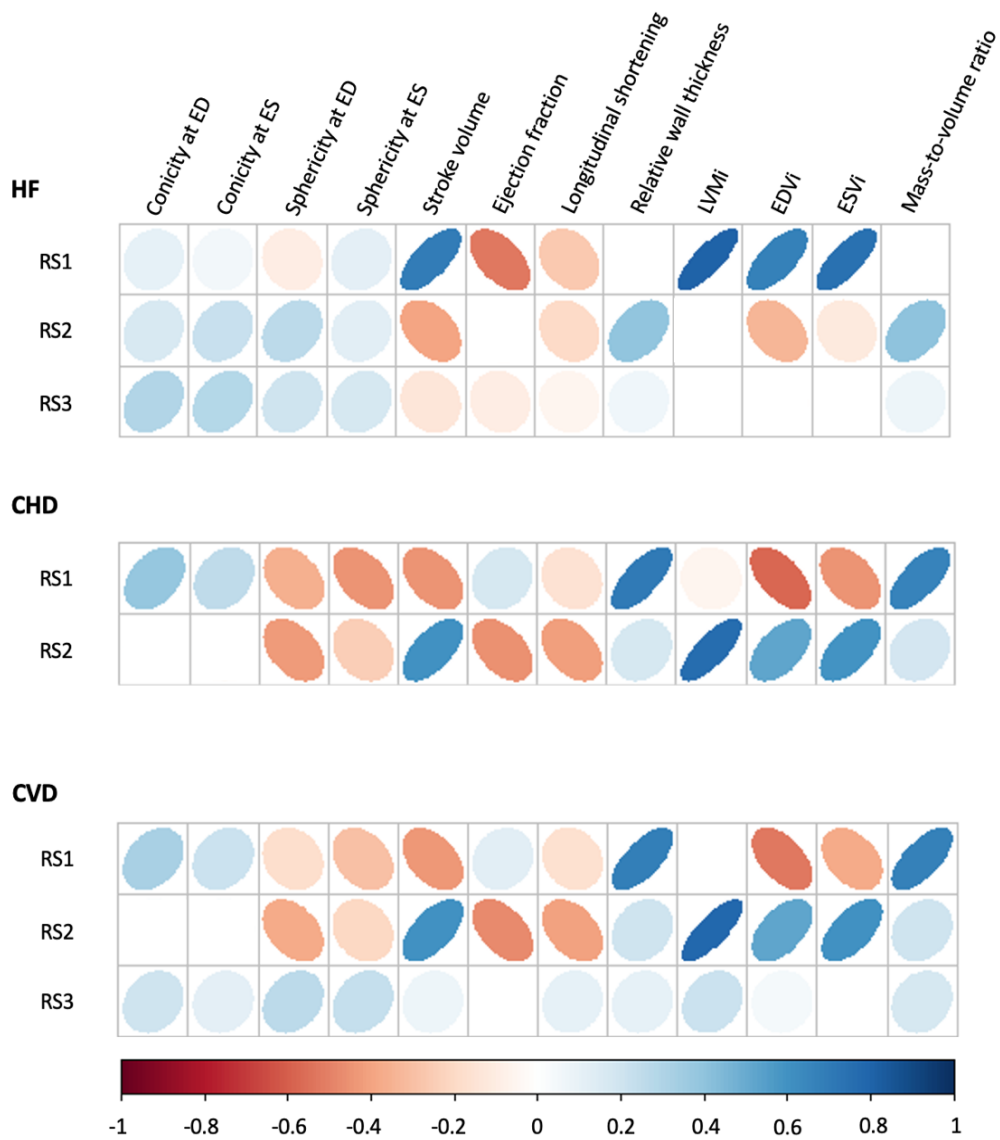 Conicity at ED
Conicity at ES
Sphericity at ED
Sphericity at ES
Stroke volume
Ejection fraction
Longitudinal shortening
Relative wall thickness
LVMi
EDVi
ESVi
Mass-to-volume ratio
HF
RS1
RS2
RS3
CHD
RS1
RS2
CVD
RS1
RS2
RS3
-1 -0.8 -0.6 -0.4 -0.2 0 0.2 0.4 0.6 0.8 1